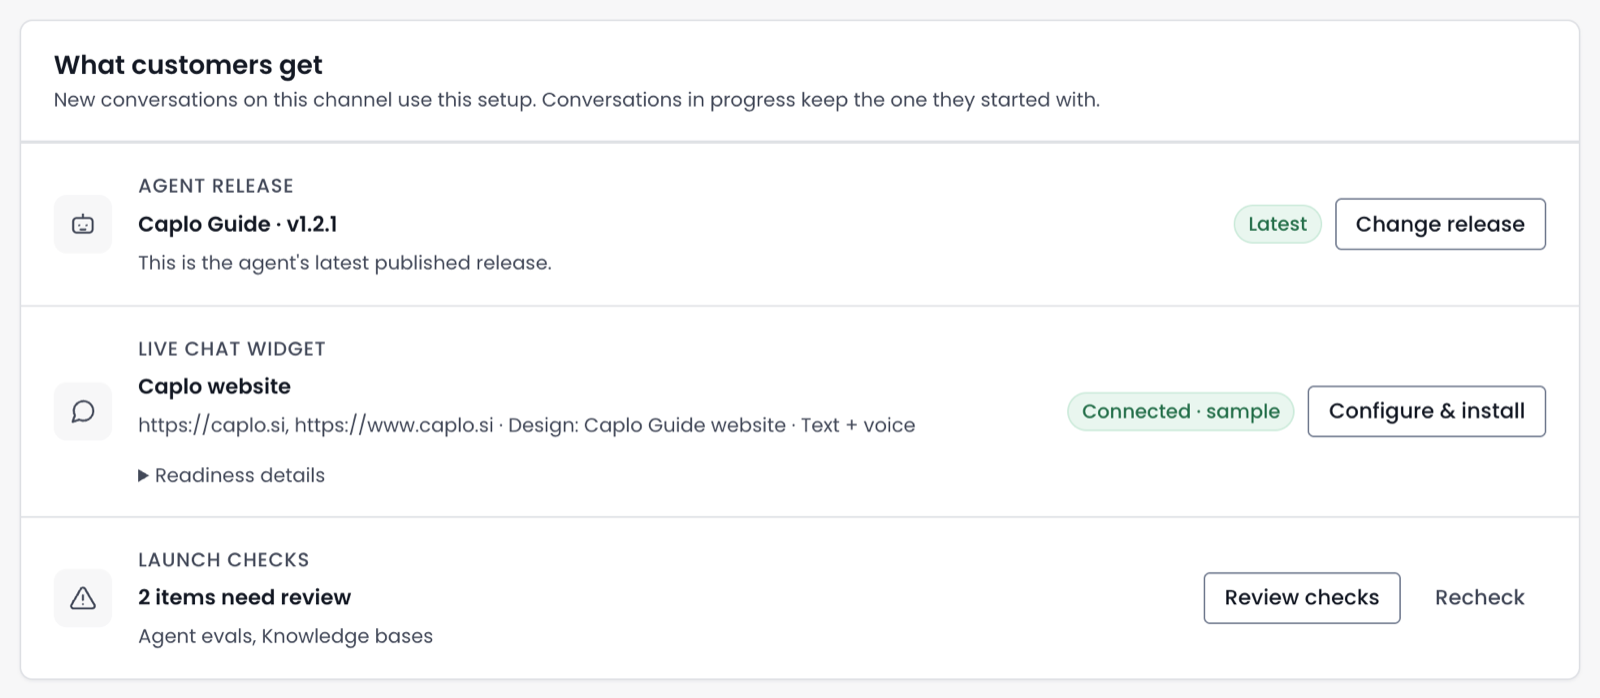 What customers get
New conversations on this channel use this setup. Conversations in progress keep the one they started with.
AGENT RELEASE
Caplo Guide · v1.2.1
This is the agent's latest published release.
Latest
Change release
LIVE CHAT WIDGET
Caplo website
https://caplo.si, https://www.caplo.si · Design: Caplo Guide website · Text + voice
Readiness details
Connected · sample
Configure & install
LAUNCH CHECKS
2 items need review
Agent evals, Knowledge bases
Review checks
Recheck